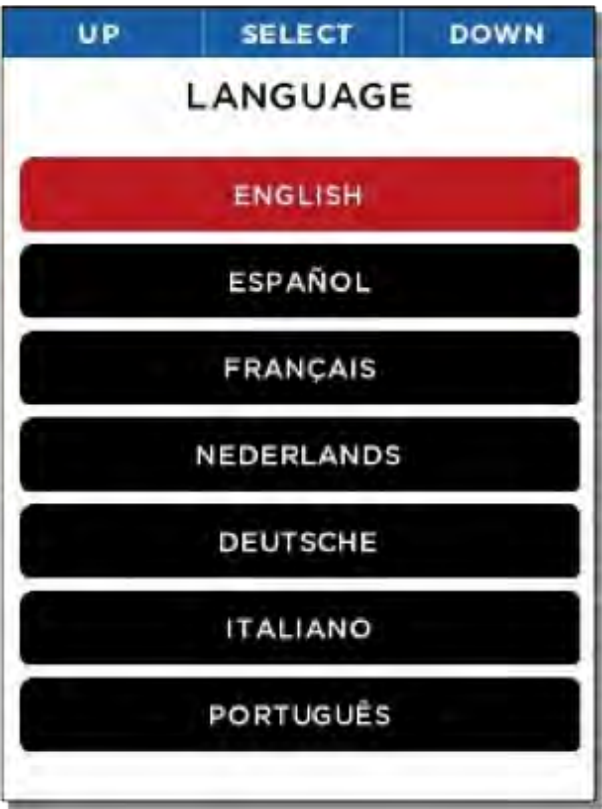 UP SELECT DOWN
LANGUAGE
ENGLISH
ESPAÑOL
FRANÇAIS
NEDERLANDS
DEUTSCHE
ITALIANO
PORTUGUÊS